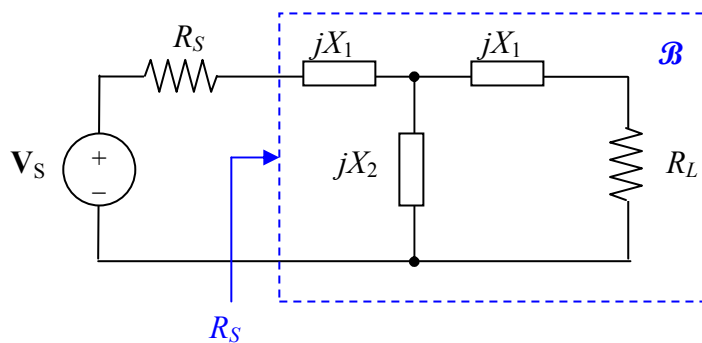 R_S
jX_1
jX_1
ℬ
V_S
+
−
jX_2
R_L
R_S